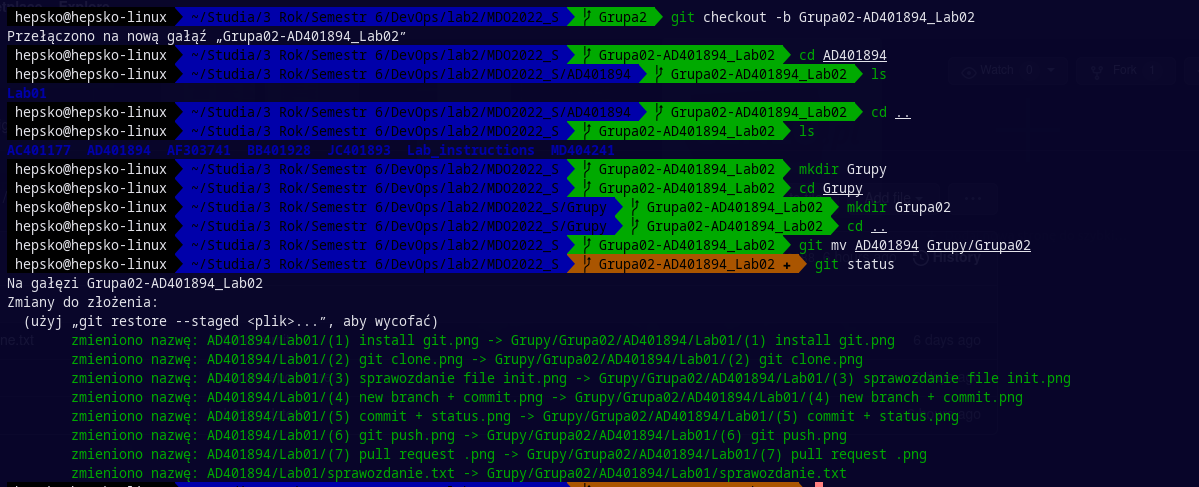 hepsko@hepsko-linux ~/Studia/3 Rok/Semestr 6/DevOps/lab2/MDO2022_S Grupa2 git checkout -b Grupa02-AD401894_Lab02
Przełączono na nową gałąź „Grupa02-AD401894_Lab02”
hepsko@hepsko-linux ~/Studia/3 Rok/Semestr 6/DevOps/lab2/MDO2022_S Grupa02-AD401894_Lab02 cd AD401894
hepsko@hepsko-linux ~/Studia/3 Rok/Semestr 6/DevOps/lab2/MDO2022_S/AD401894 Grupa02-AD401894_Lab02 ls
Lab01
hepsko@hepsko-linux ~/Studia/3 Rok/Semestr 6/DevOps/lab2/MDO2022_S/AD401894 Grupa02-AD401894_Lab02 cd ..
hepsko@hepsko-linux ~/Studia/3 Rok/Semestr 6/DevOps/lab2/MDO2022_S Grupa02-AD401894_Lab02 ls
AC401177 AD401894 AF303741 BB401928 JC401893 Lab_instructions MD404241
hepsko@hepsko-linux ~/Studia/3 Rok/Semestr 6/DevOps/lab2/MDO2022_S Grupa02-AD401894_Lab02 mkdir Grupy
hepsko@hepsko-linux ~/Studia/3 Rok/Semestr 6/DevOps/lab2/MDO2022_S Grupa02-AD401894_Lab02 cd Grupy
hepsko@hepsko-linux ~/Studia/3 Rok/Semestr 6/DevOps/lab2/MDO2022_S/Grupy Grupa02-AD401894_Lab02 mkdir Grupa02
hepsko@hepsko-linux ~/Studia/3 Rok/Semestr 6/DevOps/lab2/MDO2022_S/Grupy Grupa02-AD401894_Lab02 cd ..
hepsko@hepsko-linux ~/Studia/3 Rok/Semestr 6/DevOps/lab2/MDO2022_S Grupa02-AD401894_Lab02 git mv AD401894 Grupy/Grupa02
hepsko@hepsko-linux ~/Studia/3 Rok/Semestr 6/DevOps/lab2/MDO2022_S Grupa02-AD401894_Lab02 + git status
Na gałęzi Grupa02-AD401894_Lab02
Zmiany do złożenia:
(użyj „git restore --staged <plik>...”, aby wycofać)
zmieniono nazwę: AD401894/Lab01/(1) install git.png -> Grupy/Grupa02/AD401894/Lab01/(1) install git.png
zmieniono nazwę: AD401894/Lab01/(2) git clone.png -> Grupy/Grupa02/AD401894/Lab01/(2) git clone.png
zmieniono nazwę: AD401894/Lab01/(3) sprawozdanie file init.png -> Grupy/Grupa02/AD401894/Lab01/(3) sprawozdanie file init.png
zmieniono nazwę: AD401894/Lab01/(4) new branch + commit.png -> Grupy/Grupa02/AD401894/Lab01/(4) new branch + commit.png
zmieniono nazwę: AD401894/Lab01/(5) commit + status.png -> Grupy/Grupa02/AD401894/Lab01/(5) commit + status.png
zmieniono nazwę: AD401894/Lab01/(6) git push.png -> Grupy/Grupa02/AD401894/Lab01/(6) git push.png
zmieniono nazwę: AD401894/Lab01/(7) pull request .png -> Grupy/Grupa02/AD401894/Lab01/(7) pull request .png
zmieniono nazwę: AD401894/Lab01/sprawozdanie.txt -> Grupy/Grupa02/AD401894/Lab01/sprawozdanie.txt